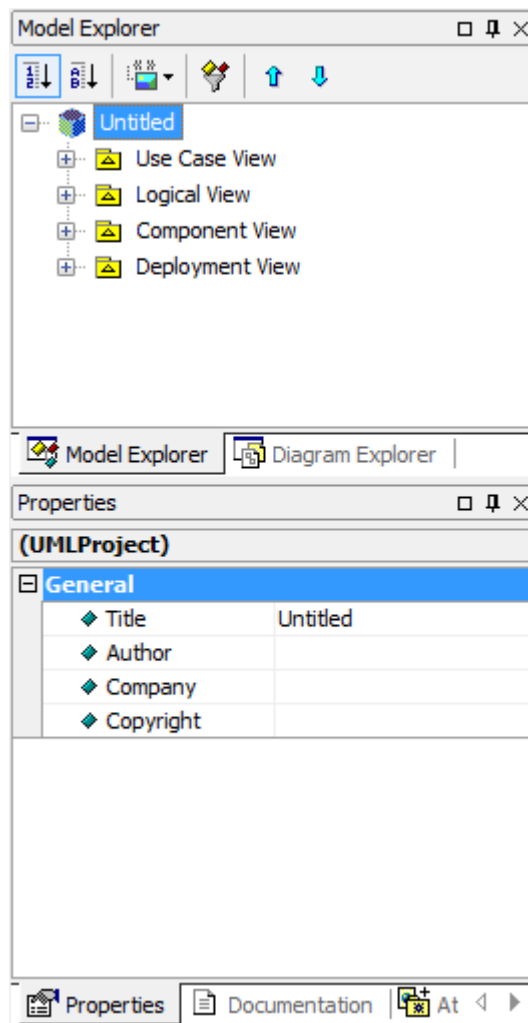 Model Explorer
Untitled
Use Case View
Logical View
Component View
Deployment View
Model Explorer Diagram Explorer
Properties
(UMLProject)
General
Title Untitled
Author
Company
Copyright
Properties Documentation At